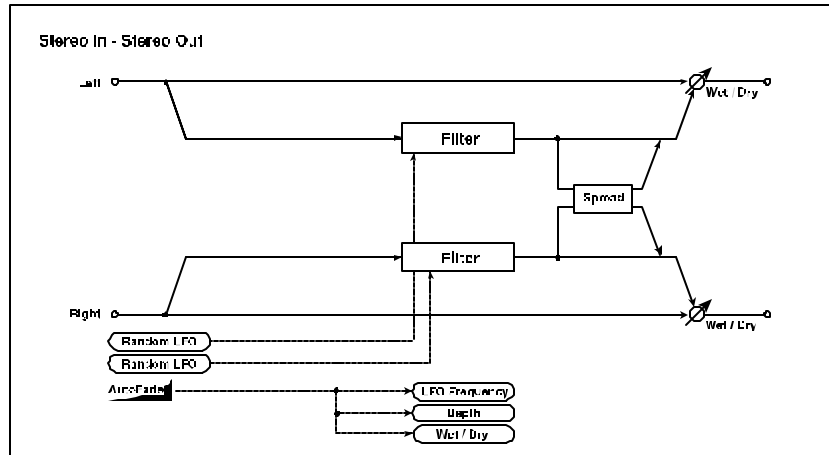 Stereo In - Stereo Out
Left
Wet / Dry
Filter
Spread
Filter
Right
Wet / Dry
Random LFO
Random LFO
AutoFade
LFO Frequency
Depth
Wet / Dry